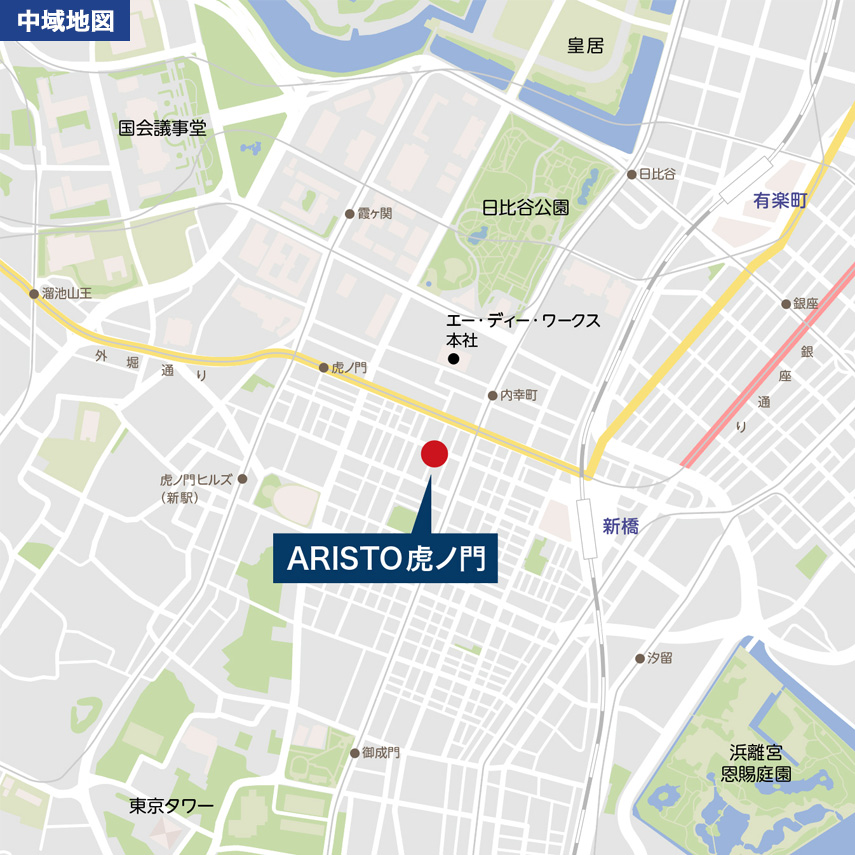 中域地図
皇居
国会議事堂
日比谷
有楽町
日比谷公園
霞ヶ関
溜池山王
銀座
エー・ディー・ワークス
本社
外堀通り
虎ノ門
内幸町
銀座通り
虎ノ門ヒルズ
（新駅）
新橋
ARISTO虎ノ門
汐留
御成門
浜離宮
恩賜庭園
東京タワー